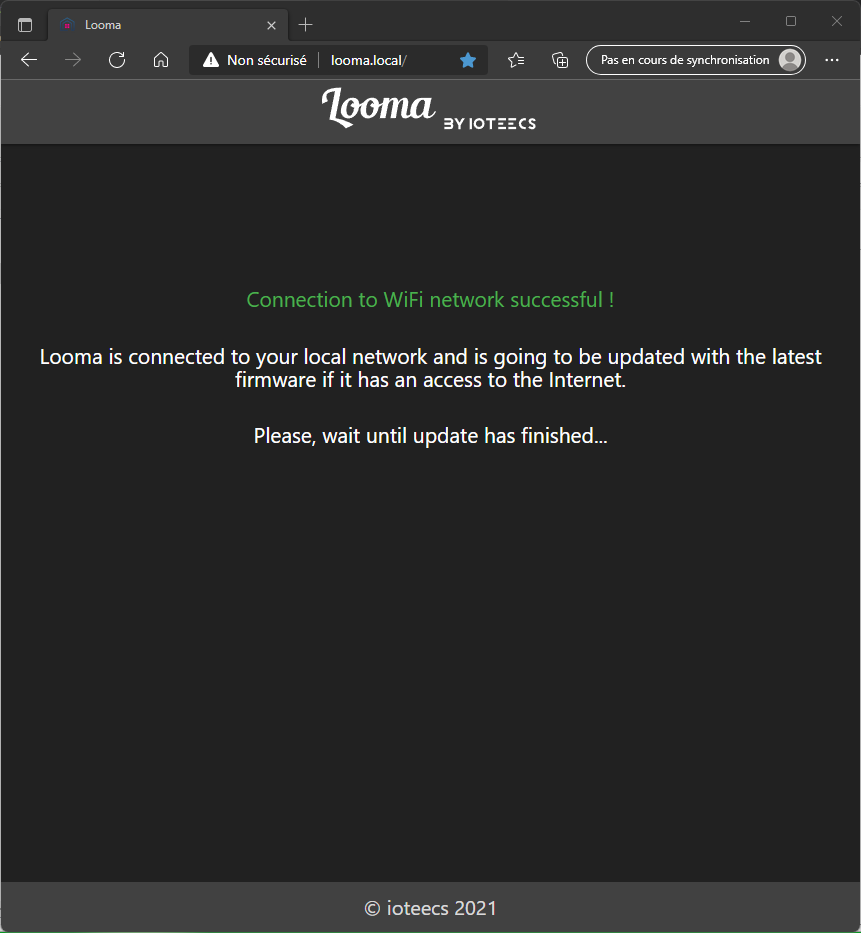 Looma
Non sécurisé
looma.local/
Pas en cours de synchronisation
Looma BY IOTEECS
Connection to WiFi network successful !
Looma is connected to your local network and is going to be updated with the latest
firmware if it has an access to the Internet.
Please, wait until update has finished...
© ioteecs 2021